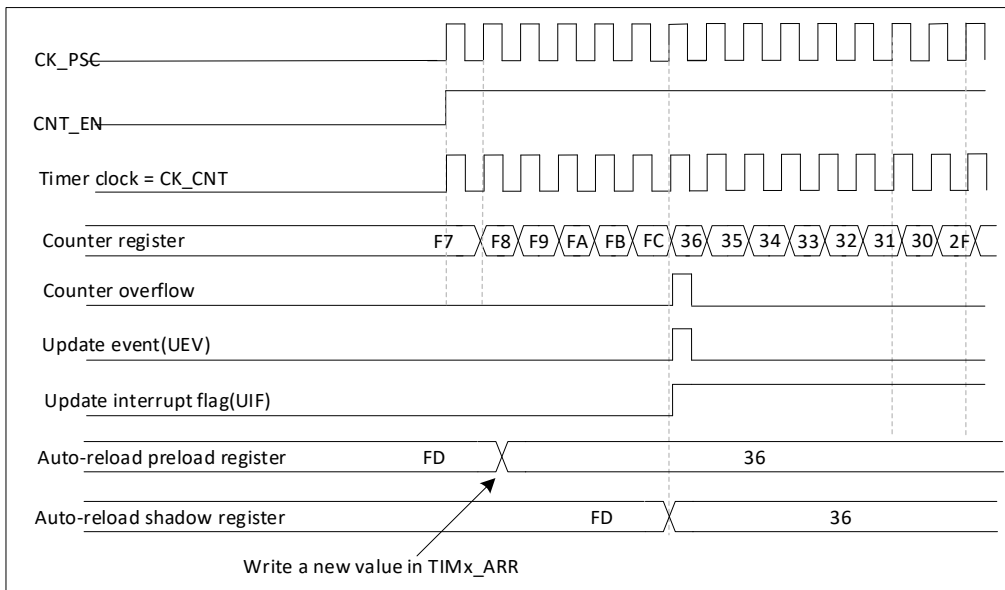 CK_PSC
CNT_EN
Timer clock = CK_CNT
Counter register F7 F8 F9 FA FB FC 36 35 34 33 32 31 30 2F
Counter overflow
Update event(UEV)
Update interrupt flag(UIF)
Auto-reload preload register FD 36
Auto-reload shadow register FD 36
Write a new value in TIMx_ARR